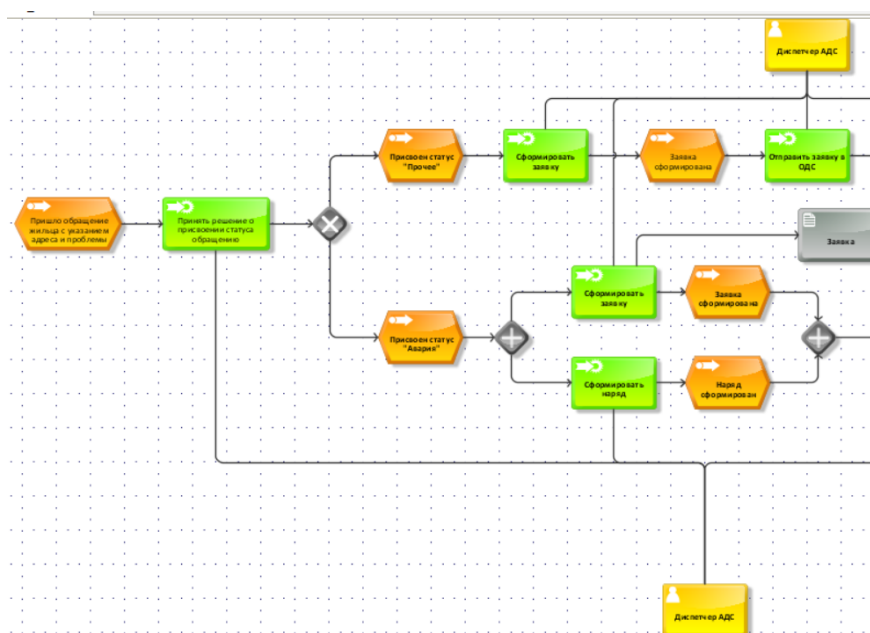 Диспетчер АДС
Присвоен статус
"Прочее"
Сформировать
заявку
Заявка
сформирована
Отправить заявку в
ОДС
Пришло обращение
жильца с указанием
адреса и проблемы
Принять решение о
присвоении статуса
обращению
Заявка
Сформировать
заявку
Заявка
сформирована
Присвоен статус
"Авария"
Сформировать
наряд
Наряд
сформирован
Диспетчер АДС